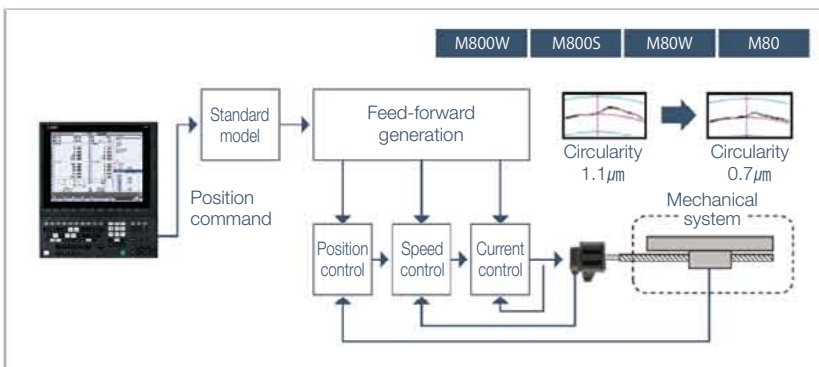 M800W M800S M80W M80
Standard
model
Feed-forward
generation
Circularity
1.1㎛
Circularity
0.7㎛
Position
command
Mechanical
system
Position
control
Speed
control
Current
control